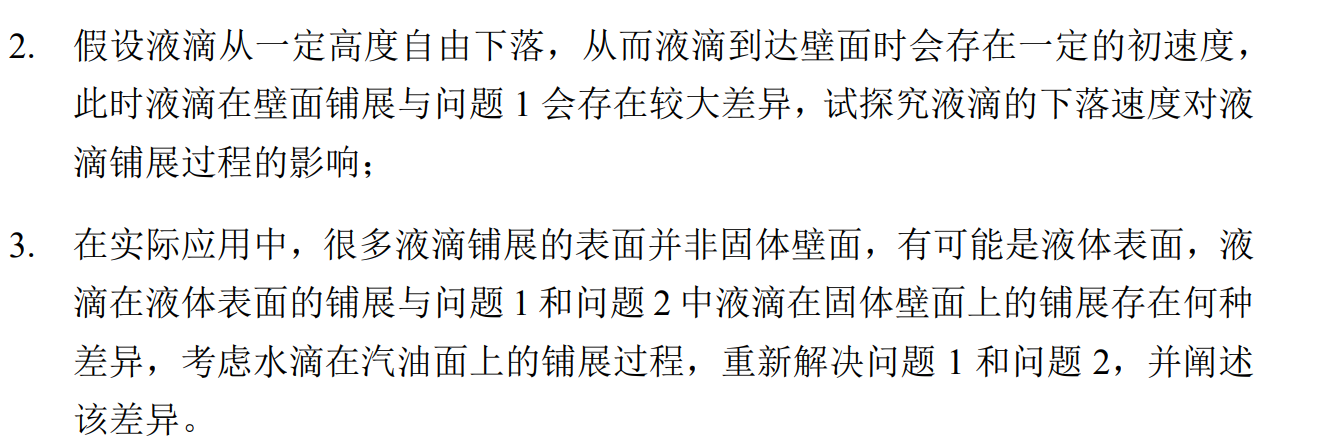 2. 假设液滴从一定高度自由下落，从而液滴到达壁面时会存在一定的初速度，
此时液滴在壁面铺展与问题 1 会存在较大差异，试探究液滴的下落速度对液
滴铺展过程的影响；
3. 在实际应用中，很多液滴铺展的表面并非固体壁面，有可能是液体表面，液
滴在液体表面的铺展与问题 1 和问题 2 中液滴在固体壁面上的铺展存在何种
差异，考虑水滴在汽油面上的铺展过程，重新解决问题 1 和问题 2，并阐述
该差异。